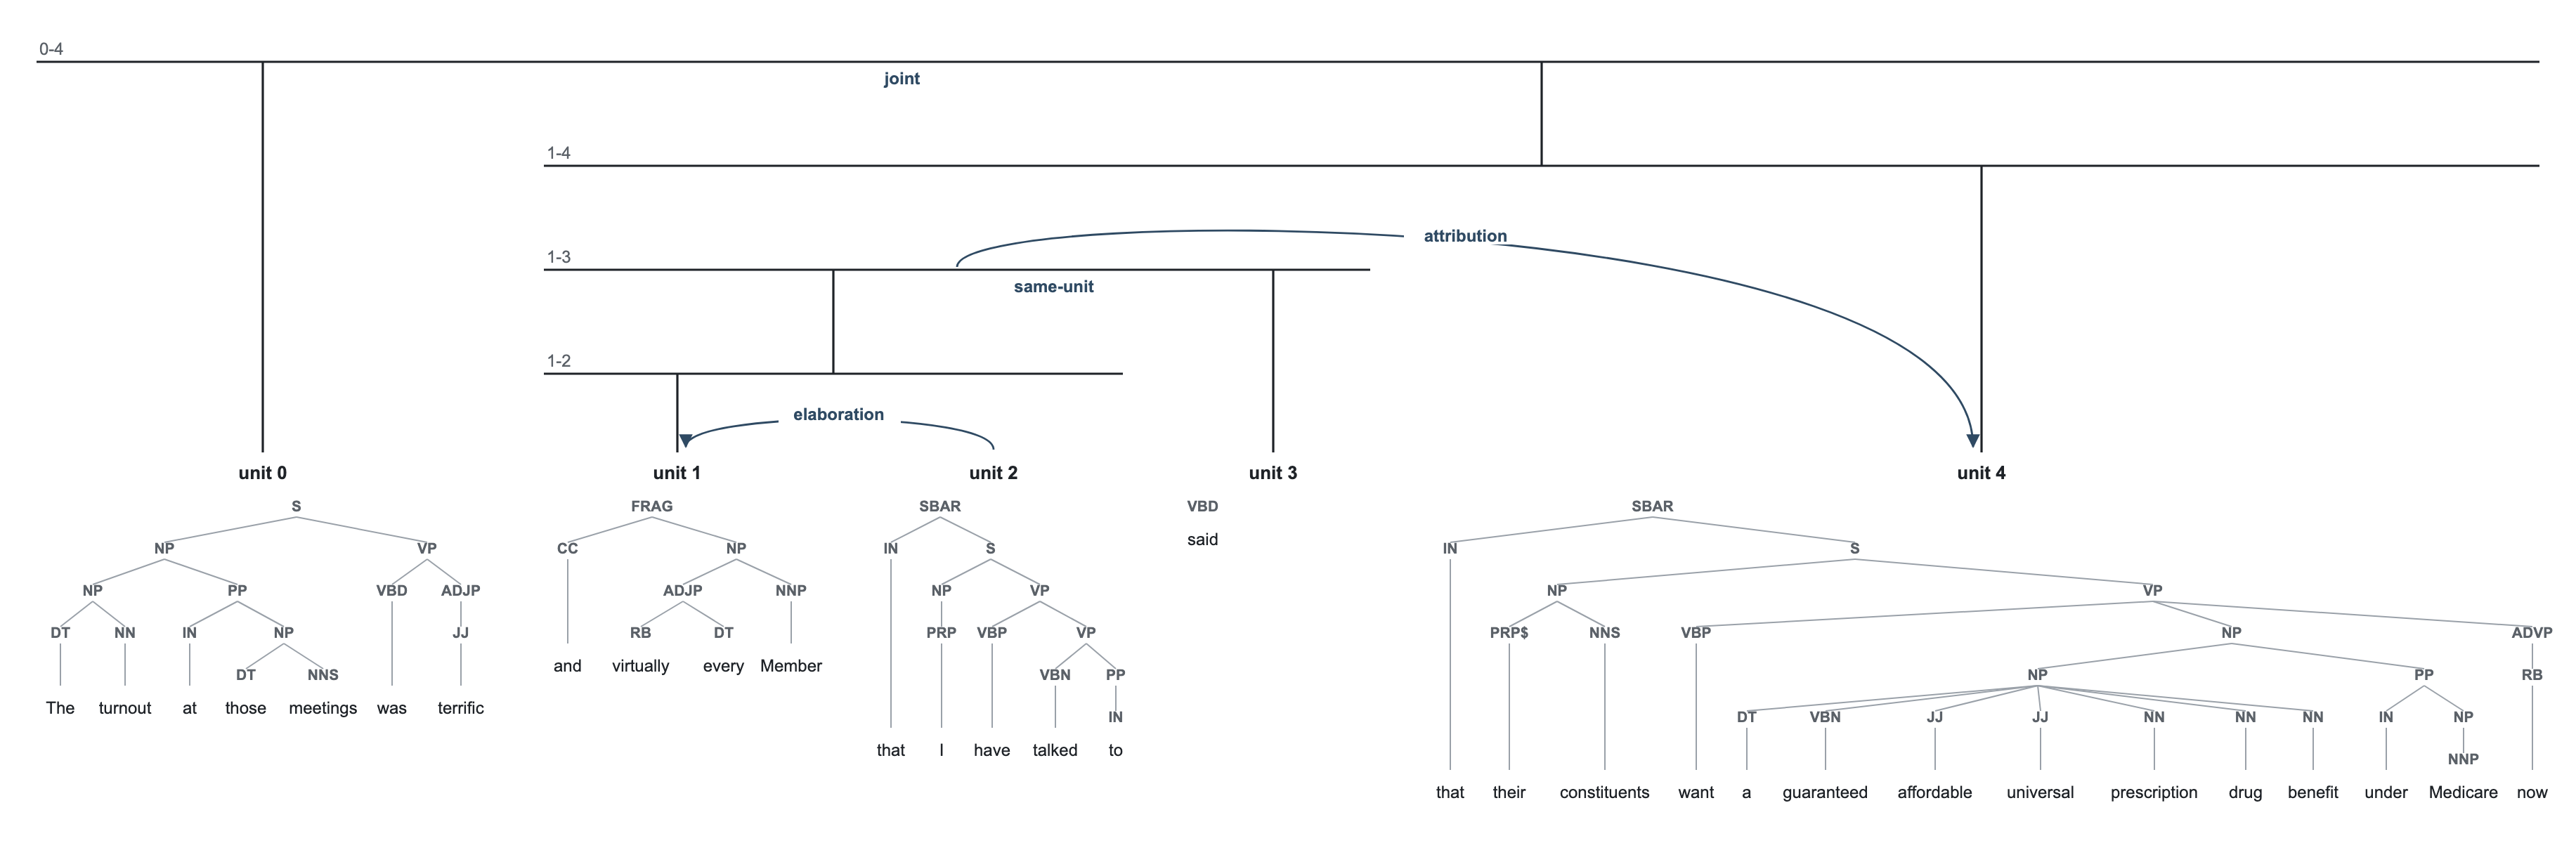 0-4
joint
1-4
attribution
1-3
same-unit
1-2
elaboration
unit 0 unit 1 unit 2 unit 3 unit 4
S FRAG SBAR VBD SBAR
said
NP VP CC NP IN S IN S
NP PP VBD ADJP ADJP NNP NP VP NP VP
DT NN IN NP JJ RB DT PRP VBP VP PRP$ NNS VBP NP ADVP
and virtually every Member
DT NNS VBN PP NP PP RB
The turnout at those meetings was terrific
IN DT VBN JJ JJ NN NN NN IN NP
that I have talked to
NNP
that their constituents want a guaranteed affordable universal prescription drug benefit under Medicare now